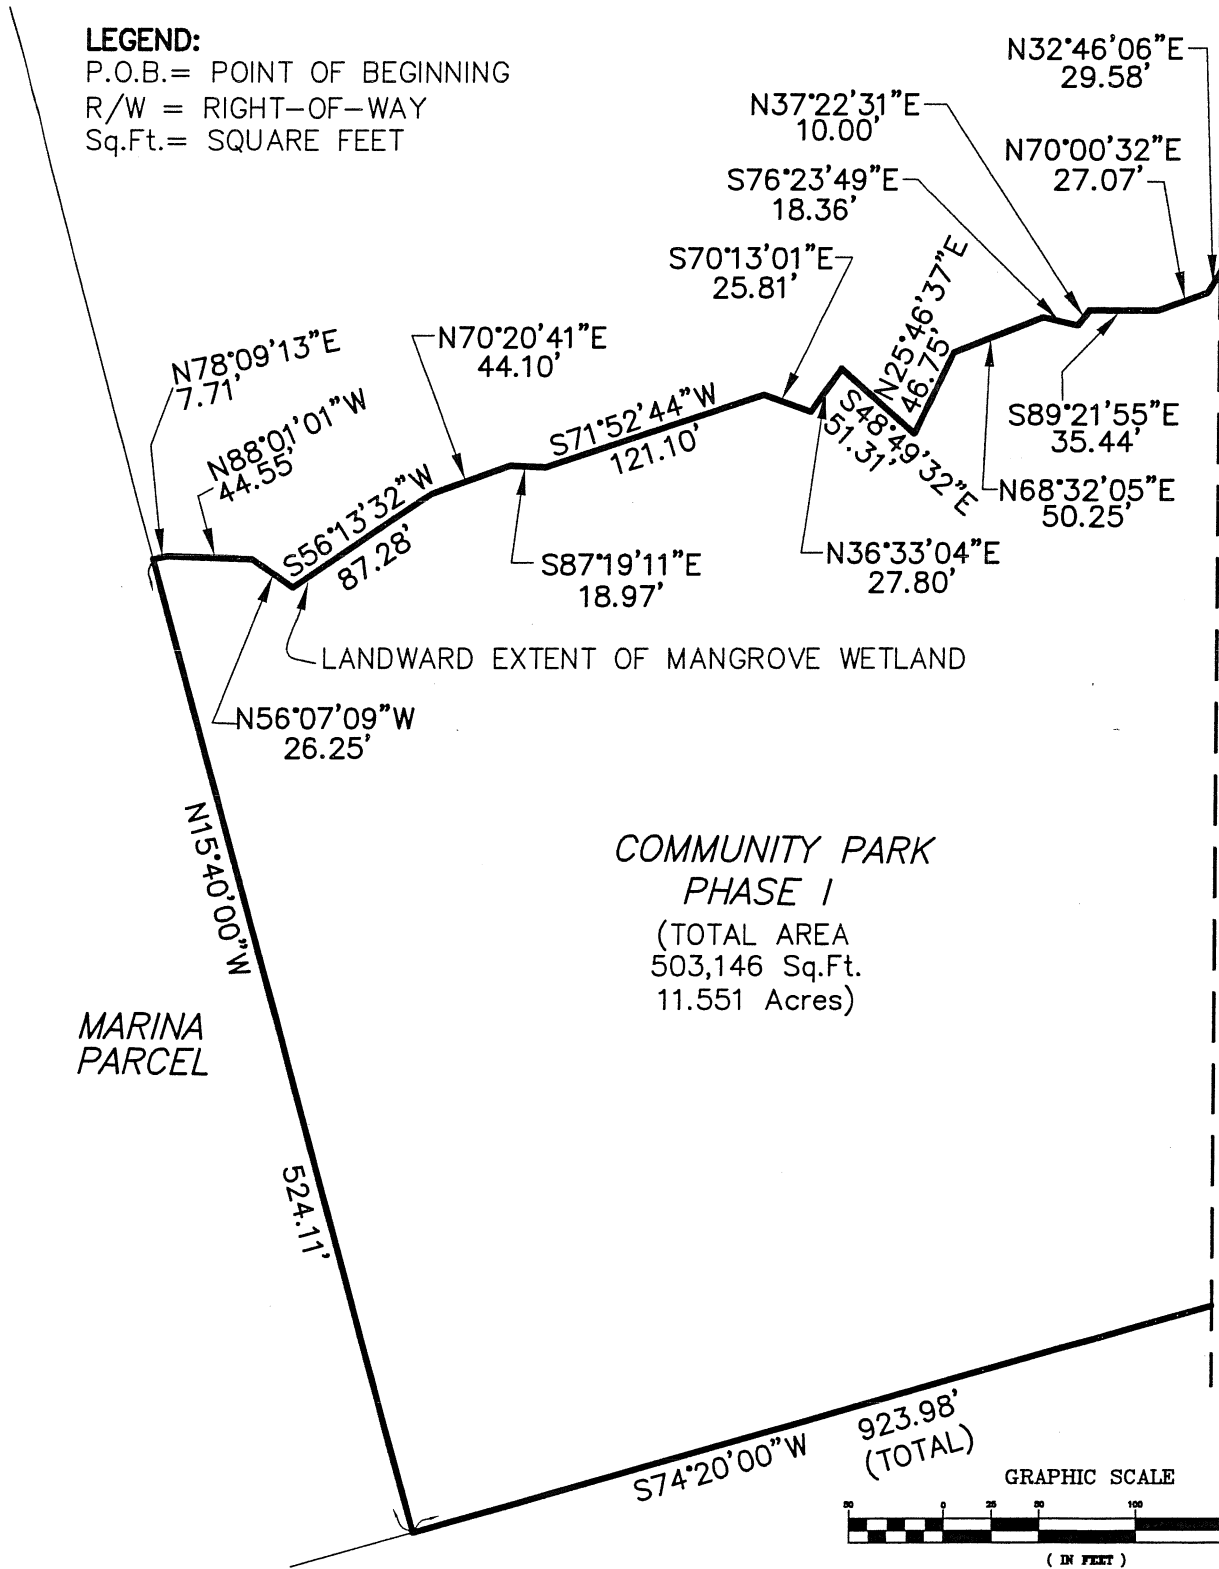 LEGEND:
P.O.B.= POINT OF BEGINNING
R/W = RIGHT-OF-WAY
Sq.Ft.= SQUARE FEET
N32°46'06"E
29.58'
N37°22'31"E
10.00'
N70°00'32"E
27.07'
S76°23'49"E
18.36'
S70°13'01"E
25.81'
N25°46'37"E
46.75'
N70°20'41"E
44.10'
N78°09'13"E
7.71'
N88°01'01"W
44.55'
S71°52'44"W
121.10'
S48°49'32"E
51.31'
S89°21'55"E
35.44'
N68°32'05"E
50.25'
S56°13'32"W
87.28'
S87°19'11"E
18.97'
N36°33'04"E
27.80'
LANDWARD EXTENT OF MANGROVE WETLAND
N56°07'09"W
26.25'
N15°40'00"W
524.11'
COMMUNITY PARK
PHASE I
(TOTAL AREA
503,146 Sq.Ft.
11.551 Acres)
MARINA
PARCEL
S74°20'00"W
923.98'
(TOTAL)
GRAPHIC SCALE
50 0 25 50 100
( IN FEET )